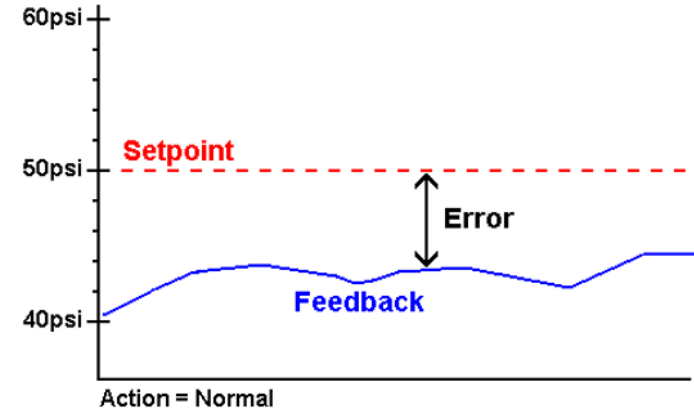 60psi
Setpoint
50psi
Error
Feedback
40psi
Action = Normal